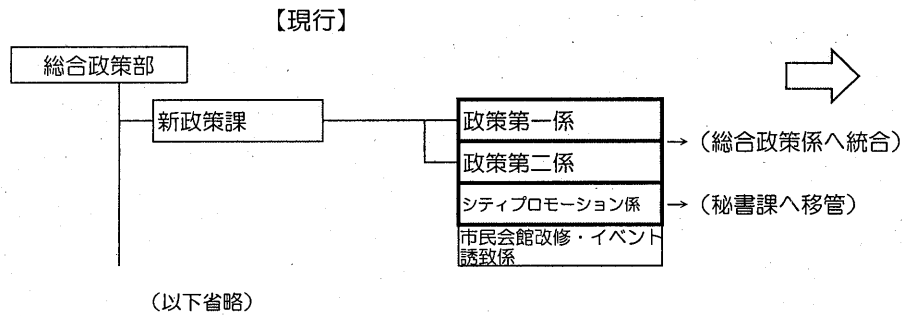 【現行】
総合政策部
新政策課
政策第一係
政策第二係
→(総合政策係へ統合)
シティプロモーション係
→(秘書課へ移管)
市民会館改修・イベント
誘致係
(以下省略)